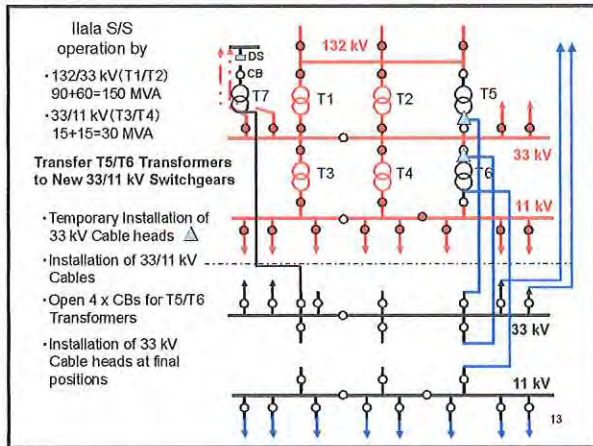 Ilala S/S
operation by
·132/33 kV(T1/T2)
90+60=150 MVA
·33/11 kV(T3/T4)
15+15=30 MVA
Transfer T5/T6 Transformers
to New 33/11 kV Switchgears
·Temporary Installation of
33 kV Cable heads
·Installation of 33/11 kV
Cables
·Open 4 x CBs for T5/T6
Transformers
·Installation of 33 kV
Cable heads at final
positions
DS
CB
T7
132 kV
T1
T2
T5
33 kV
T3
T4
T6
11 kV
33 kV
11 kV
13